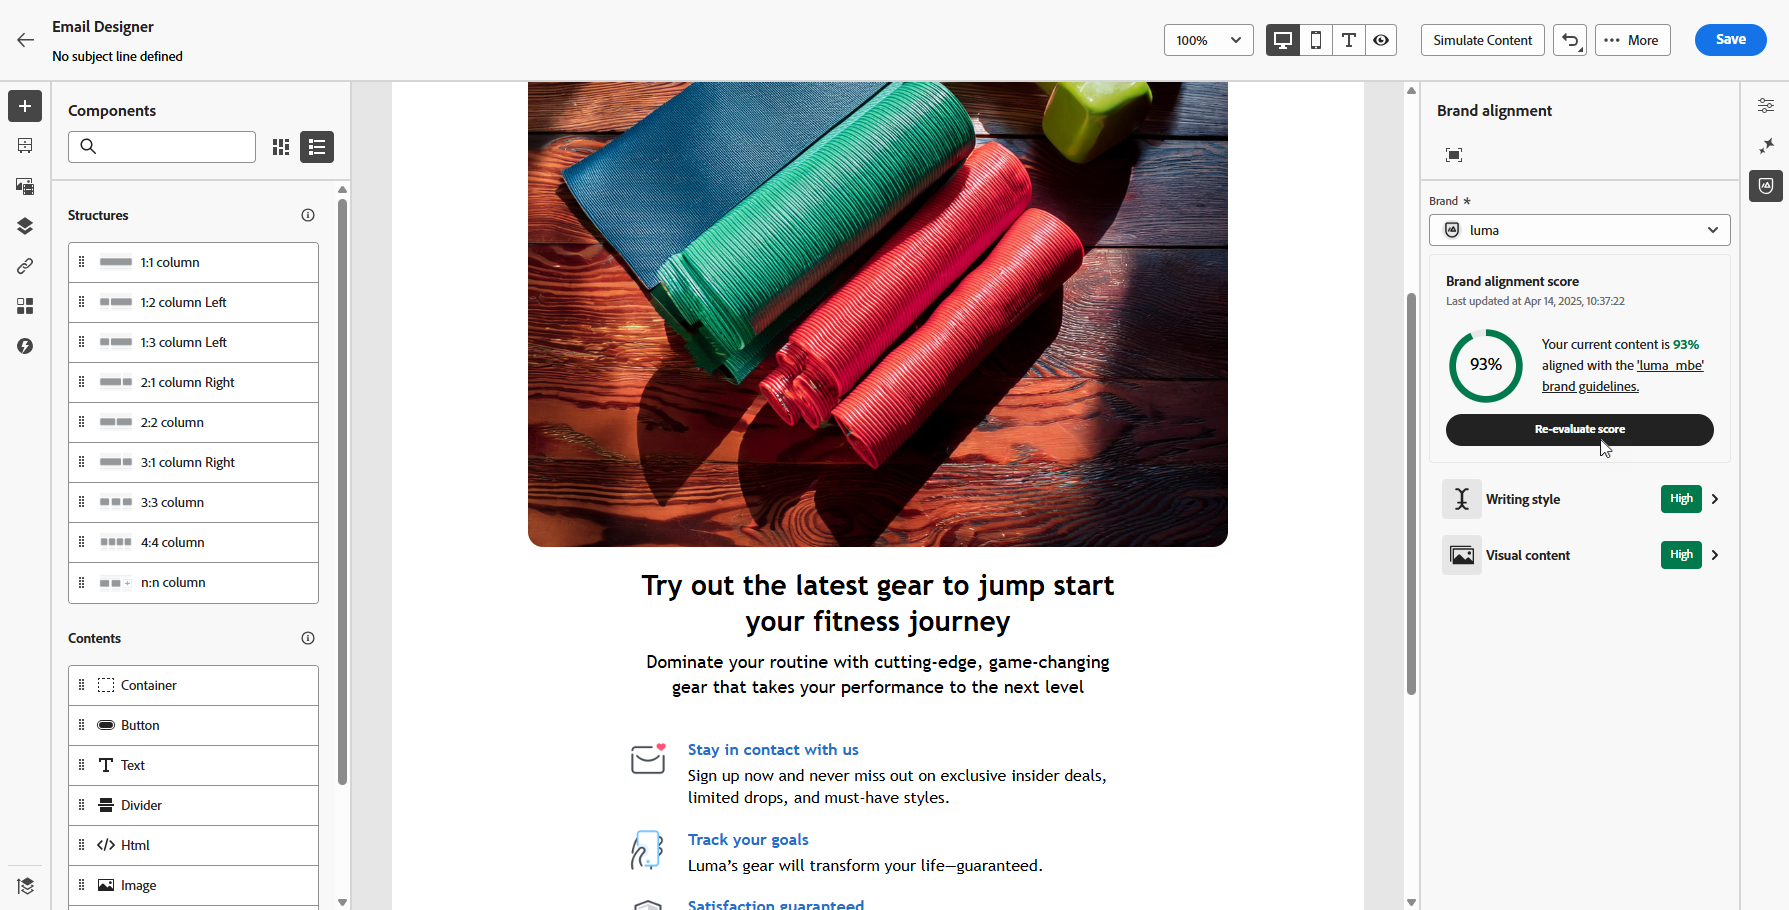 Email Designer
No subject line defined
100%
Simulate Content
More
Save
Components
Structures
1:1 column
1:2 column Left
1:3 column Left
2:1 column Right
2:2 column
3:1 column Right
3:3 column
4:4 column
n:n column
Contents
Container
Button
Text
Divider
Html
Image
Try out the latest gear to jump start
your fitness journey
Dominate your routine with cutting-edge, game-changing
gear that takes your performance to the next level
Stay in contact with us
Sign up now and never miss out on exclusive insider deals,
limited drops, and must-have styles.
Track your goals
Luma's gear will transform your life—guaranteed.
Satisfaction guaranteed
Brand alignment
Brand *
luma
Brand alignment score
Last updated at Apr 14, 2025, 10:37:22
93%
Your current content is 93%
aligned with the 'luma_mbe'
brand guidelines.
Re-evaluate score
Writing style
High
Visual content
High